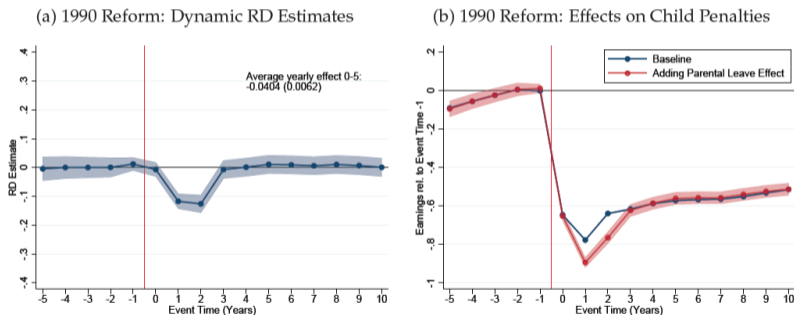 (a) 1990 Reform: Dynamic RD Estimates
.4
.3
.2
.1
0
-.1
-.2
-.3
-.4
RD Estimate
Average yearly effect 0-5:
-0.0404 (0.0062)
-5 -4 -3 -2 -1 0 1 2 3 4 5 6 7 8 9 10
Event Time (Years)
(b) 1990 Reform: Effects on Child Penalties
.2
0
-.2
-.4
-.6
-.8
-1
Earnings rel. to Event Time -1
Baseline
Adding Parental Leave Effect
-5 -4 -3 -2 -1 0 1 2 3 4 5 6 7 8 9 10
Event Time (Years)